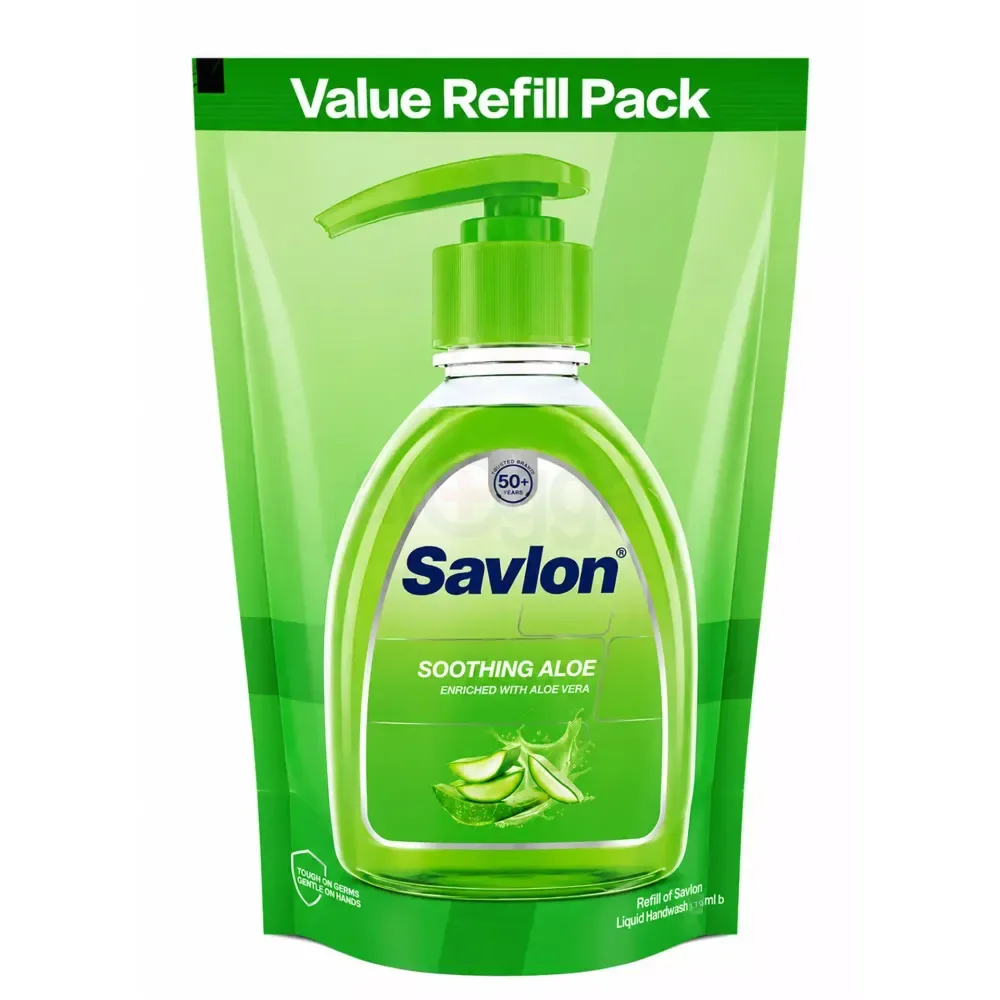 Value Refill Pack
TRUSTED BRAND
50+
YEARS
Savlon®
SOOTHING ALOE
ENRICHED WITH ALOE VERA
TOUGH ON GERMS
GENTLE ON HANDS
Refill of Savlon
Liquid Handwash ml b